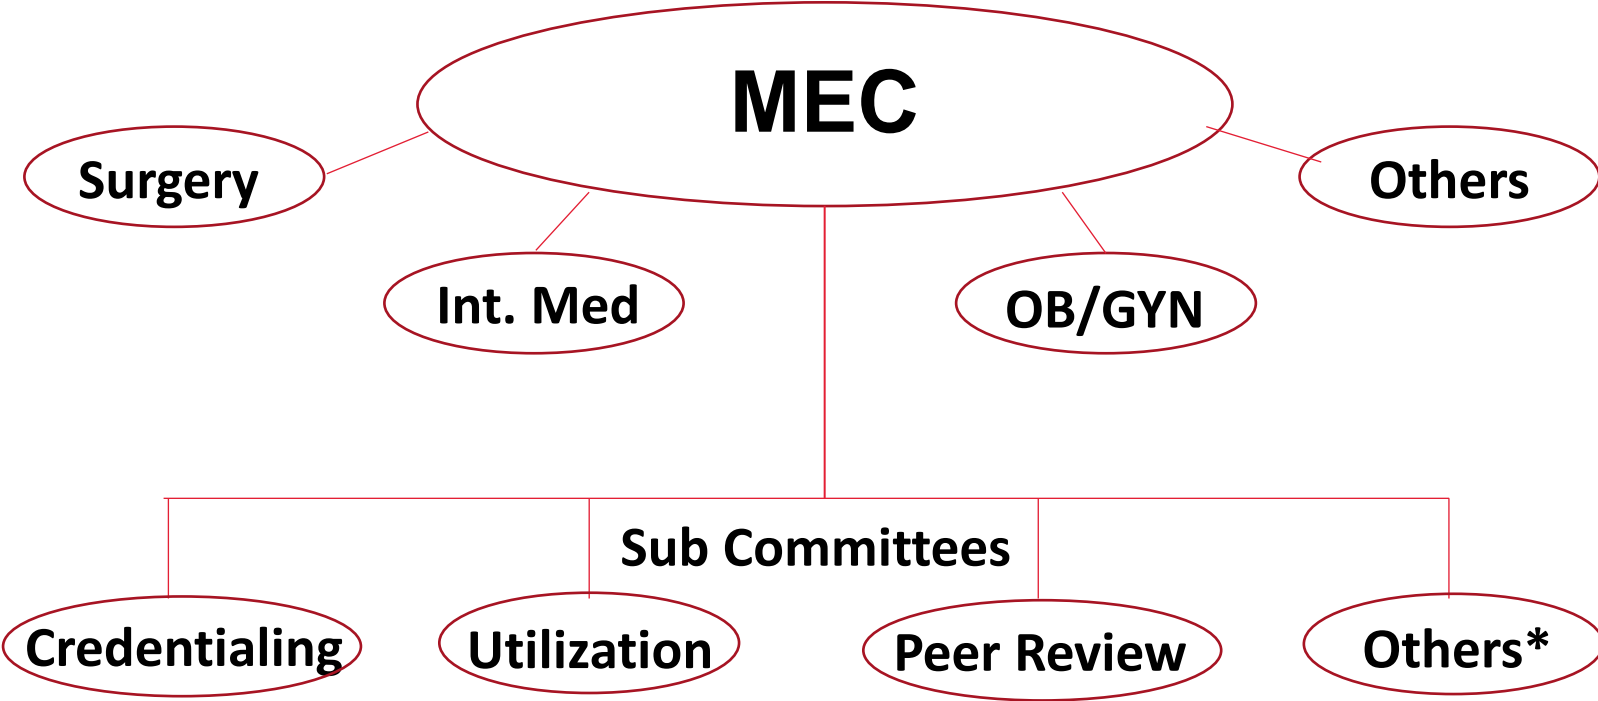 MEC
Surgery
Others
Int. Med
OB/GYN
Sub Committees
Credentialing
Utilization
Peer Review
Others*